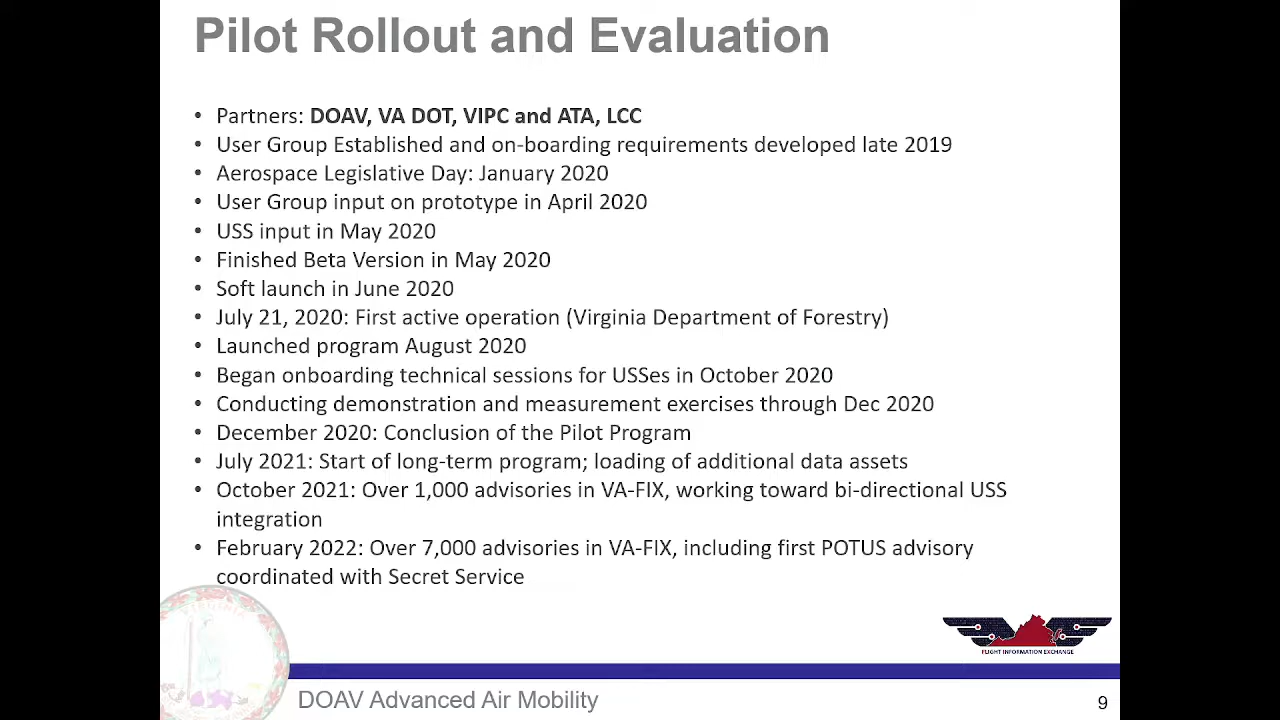 Pilot Rollout and Evaluation
• Partners: DOAV, VA DOT, VIPC and ATA, LCC
• User Group Established and on-boarding requirements developed late 2019
• Aerospace Legislative Day: January 2020
• User Group input on prototype in April 2020
• USS input in May 2020
• Finished Beta Version in May 2020
• Soft launch in June 2020
• July 21, 2020: First active operation (Virginia Department of Forestry)
• Launched program August 2020
• Began onboarding technical sessions for USSes in October 2020
• Conducting demonstration and measurement exercises through Dec 2020
• December 2020: Conclusion of the Pilot Program
• July 2021: Start of long-term program; loading of additional data assets
• October 2021: Over 1,000 advisories in VA-FIX, working toward bi-directional USS
integration
• February 2022: Over 7,000 advisories in VA-FIX, including first POTUS advisory
coordinated with Secret Service
VIRGINIA
FLIGHT INFORMATION EXCHANGE
DOAV Advanced Air Mobility
9